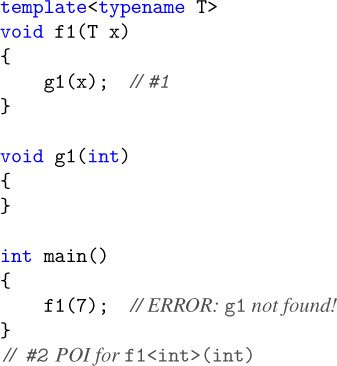 template<typename T>
void f1(T x)
{
    g1(x);  // #1
}

void g1(int)
{
}

int main()
{
    f1(7);  // ERROR: g1 not found!
}
// #2 POI for f1<int>(int)